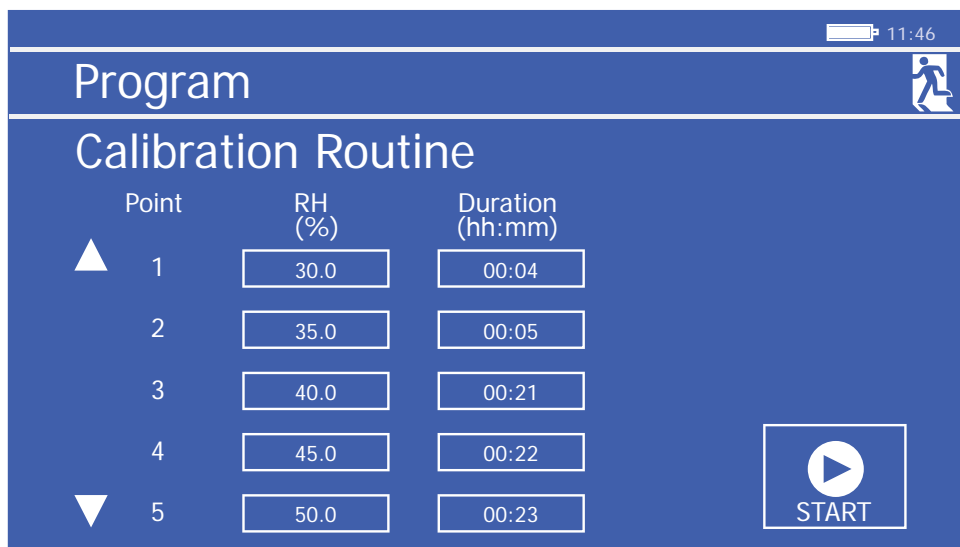 11:46
Program
Calibration Routine
Point RH (%) Duration (hh:mm)
1 30.0 00:04
2 35.0 00:05
3 40.0 00:21
4 45.0 00:22
5 50.0 00:23
START